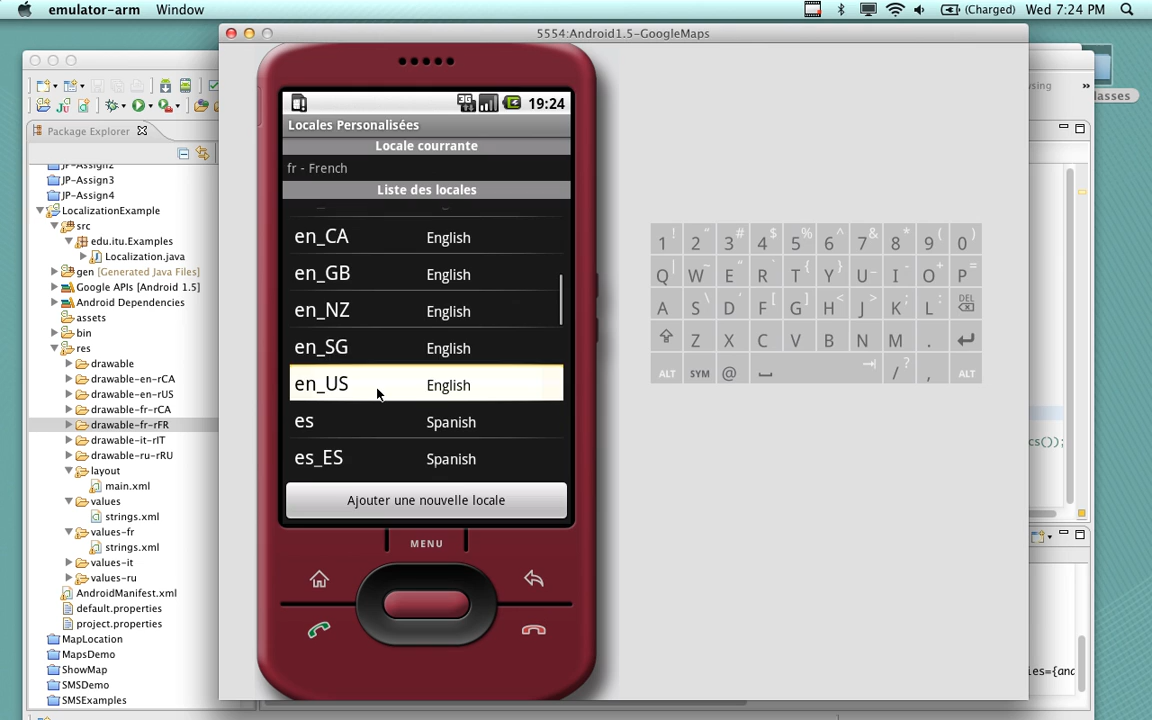 emulator-arm Window (Charged) Wed 7:24 PM
5554:Android1.5-GoogleMaps
Package Explorer
JP-Assign3
JP-Assign4
LocalizationExample
src
edu.itu.Examples
Localization.java
gen [Generated Java Files]
Google APIs [Android 1.5]
Android Dependencies
assets
bin
res
drawable
drawable-en-rCA
drawable-en-rUS
drawable-fr-rCA
drawable-fr-rFR
drawable-it-rIT
drawable-ru-rRU
layout
main.xml
values
strings.xml
values-fr
strings.xml
values-it
values-ru
AndroidManifest.xml
default.properties
project.properties
MapLocation
MapsDemo
ShowMap
SMSDemo
SMSExamples
3G 19:24
Locales Personalisées
Locale courrante
fr - French
Liste des locales
en_CA English
en_GB English
en_NZ English
en_SG English
en_US English
es Spanish
es_ES Spanish
Ajouter une nouvelle locale
MENU
1 ! 2 " 3 # 4 $ 5 % 6 ^ 7 & 8 * 9 ( 0 )
Q | W ~ E " R ` T { Y } U _ I - O + P =
A S \ D ' F [ G ] H < J > K ; L : DEL
Z X C V B N M .
ALT SYM @ / ? , ALT
cs());